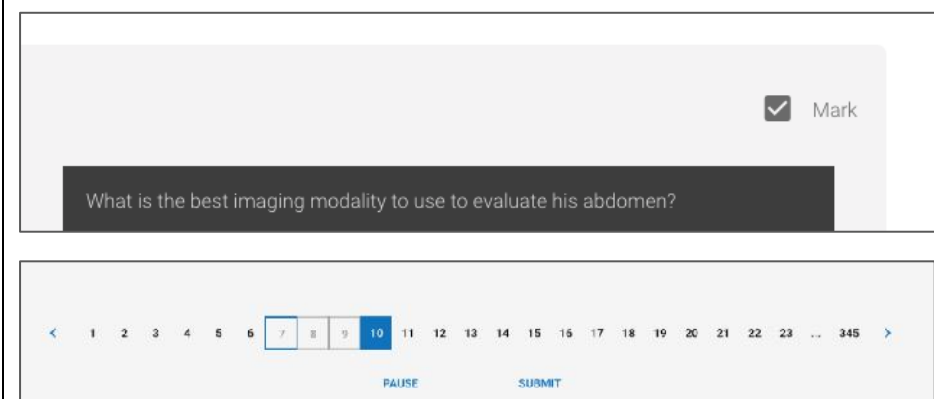 Mark
What is the best imaging modality to use to evaluate his abdomen?
< 1 2 3 4 5 6 7 8 9 10 11 12 13 14 15 16 17 18 19 20 21 22 23 ... 345 >
PAUSE SUBMIT